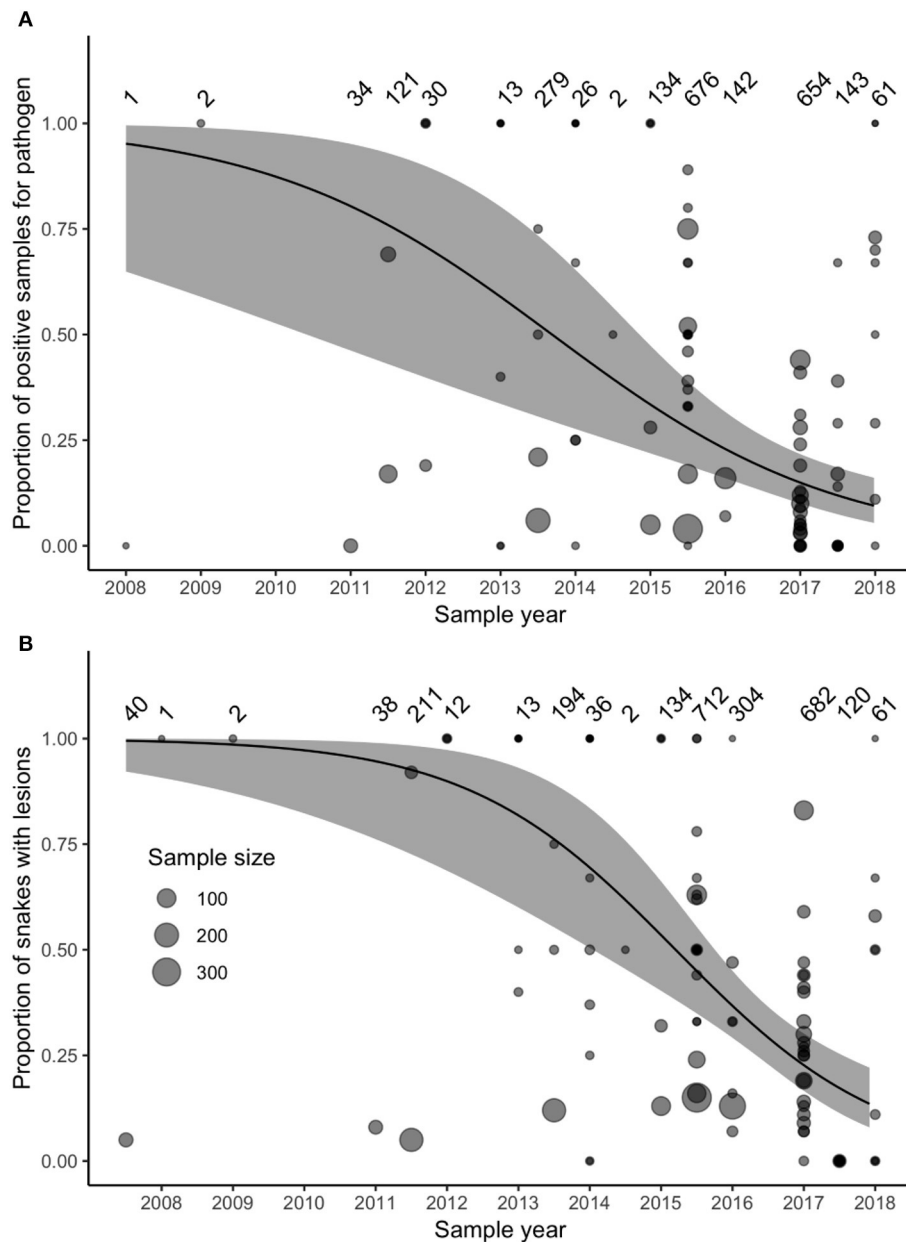 A
1 2 34 121 30 13 279 26 2 134 676 142 654 143 61
1.00
0.75
0.50
0.25
0.00
Proportion of positive samples for pathogen
2008 2009 2010 2011 2012 2013 2014 2015 2016 2017 2018
Sample year
B
40 1 2 38 211 12 13 194 36 2 134 712 304 682 120 61
1.00
0.75
0.50
0.25
0.00
Proportion of snakes with lesions
Sample size
100
200
300
2008 2009 2010 2011 2012 2013 2014 2015 2016 2017 2018
Sample year